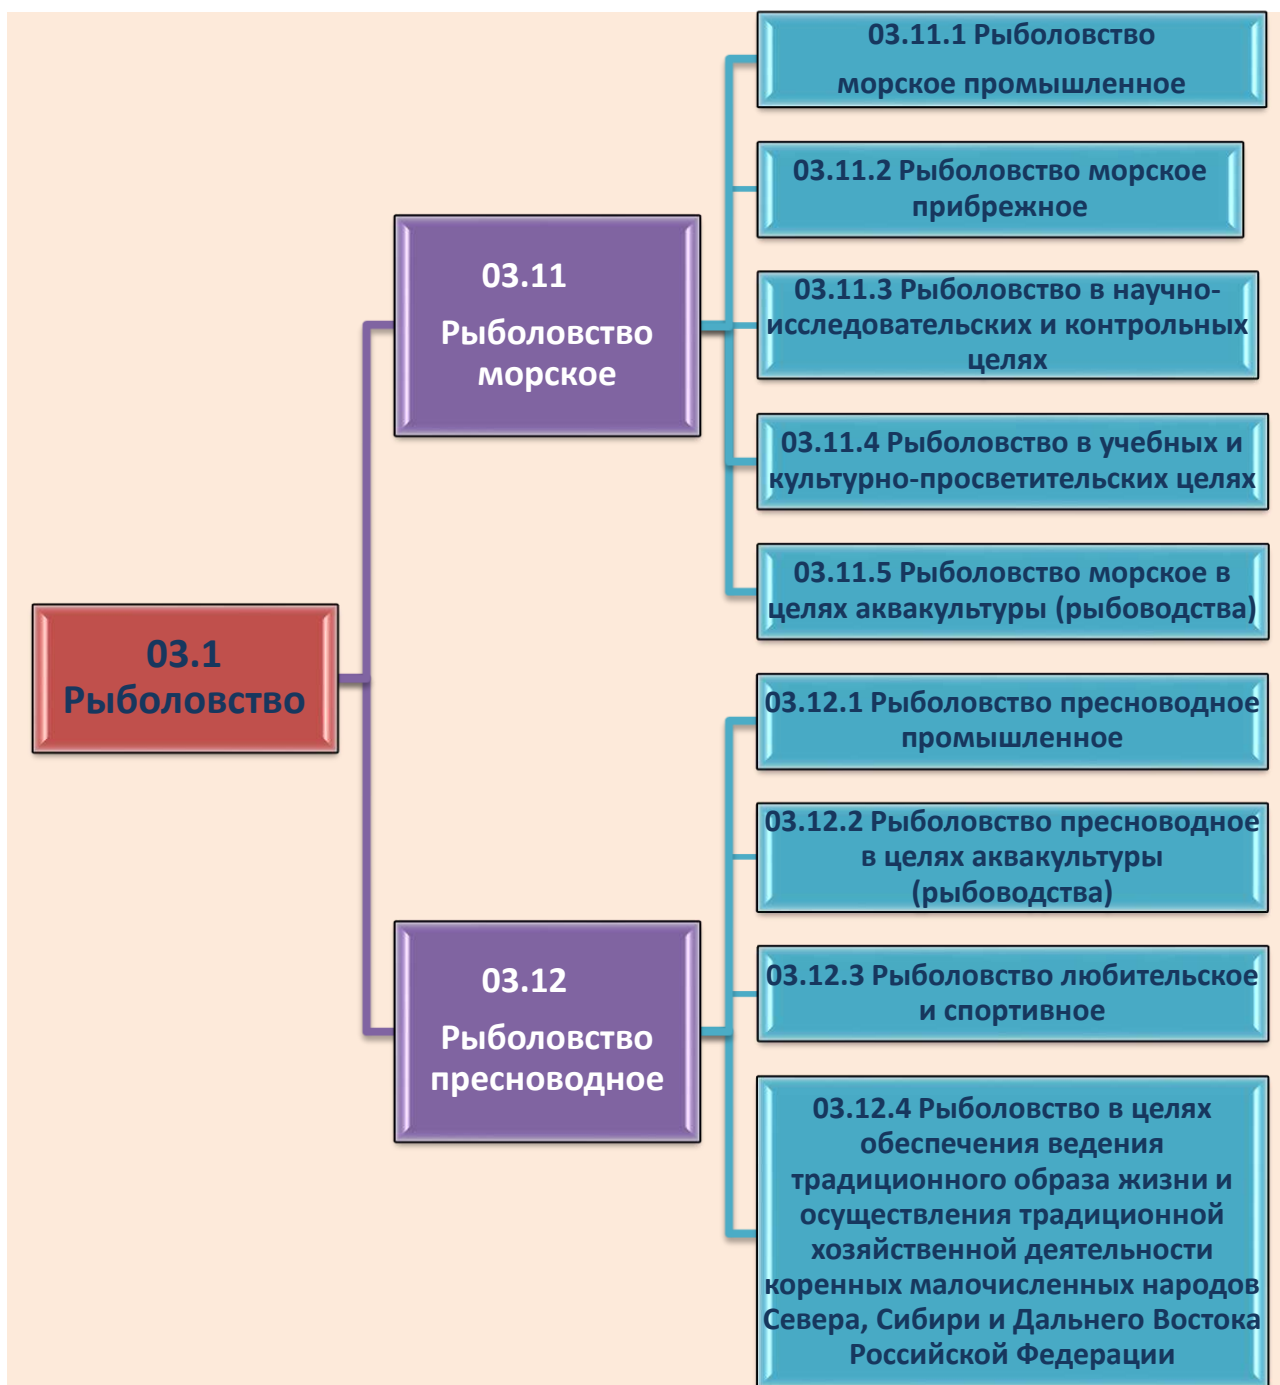 03.1
Рыболовство
03.11
Рыболовство
морское
03.11.1 Рыболовство
морское промышленное
03.11.2 Рыболовство морское
прибрежное
03.11.3 Рыболовство в научно-
исследовательских и контрольных
целях
03.11.4 Рыболовство в учебных и
культурно-просветительских целях
03.11.5 Рыболовство морское в
целях аквакультуры (рыбоводства)
03.12
Рыболовство
пресноводное
03.12.1 Рыболовство пресноводное
промышленное
03.12.2 Рыболовство пресноводное
в целях аквакультуры
(рыбоводства)
03.12.3 Рыболовство любительское
и спортивное
03.12.4 Рыболовство в целях
обеспечения ведения
традиционного образа жизни и
осуществления традиционной
хозяйственной деятельности
коренных малочисленных народов
Севера, Сибири и Дальнего Востока
Российской Федерации